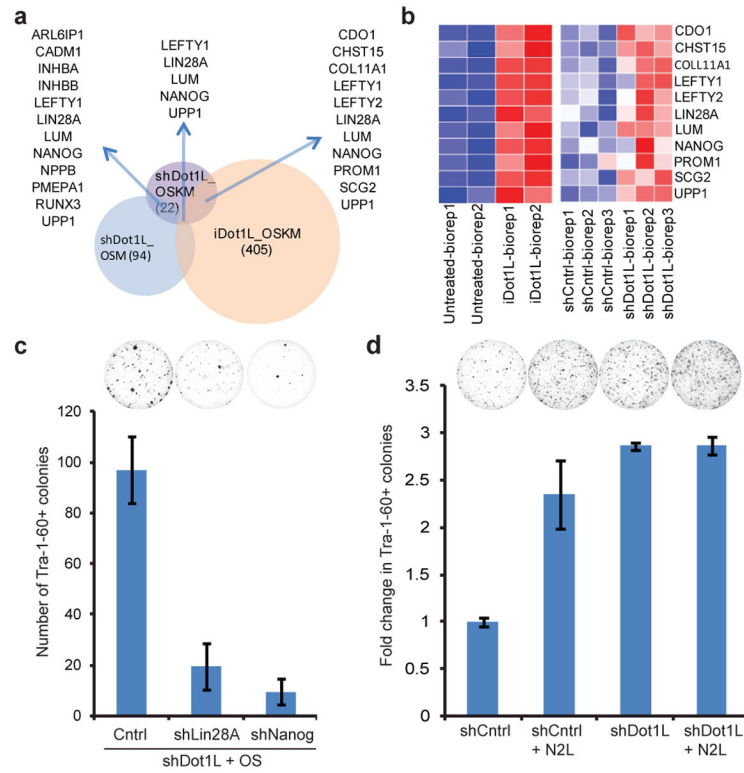 a
ARL6IP1
CADM1
INHBA
INHBB
LEFTY1
LIN28A
LUM
NANOG
NPPB
PMEPA1
RUNX3
UPP1
LEFTY1
LIN28A
LUM
NANOG
UPP1
CDO1
CHST15
COL11A1
LEFTY1
LEFTY2
LIN28A
LUM
NANOG
PROM1
SCG2
UPP1
shDot1L_
OSKM
(22)
shDot1L_
OSM (94)
iDot1L_OSKM
(405)
b
CDO1
CHST15
COLL11A1
LEFTY1
LEFTY2
LIN28A
LUM
NANOG
PROM1
SCG2
UPP1
Untreated-biorep1
Untreated-biorep2
iDot1L-biorep1
iDot1L-biorep2
shCntrl-biorep1
shCntrl-biorep2
shCntrl-biorep3
shDot1L-biorep1
shDot1L-biorep2
shDot1L-biorep3
c
Number of Tra-1-60+ colonies
120
100
80
60
40
20
0
Cntrl shLin28A shNanog
shDot1L + OS
d
Fold change in Tra-1-60+ colonies
3.5
3
2.5
2
1.5
1
0.5
0
shCntrl shCntrl shDot1L shDot1L
+ N2L + N2L